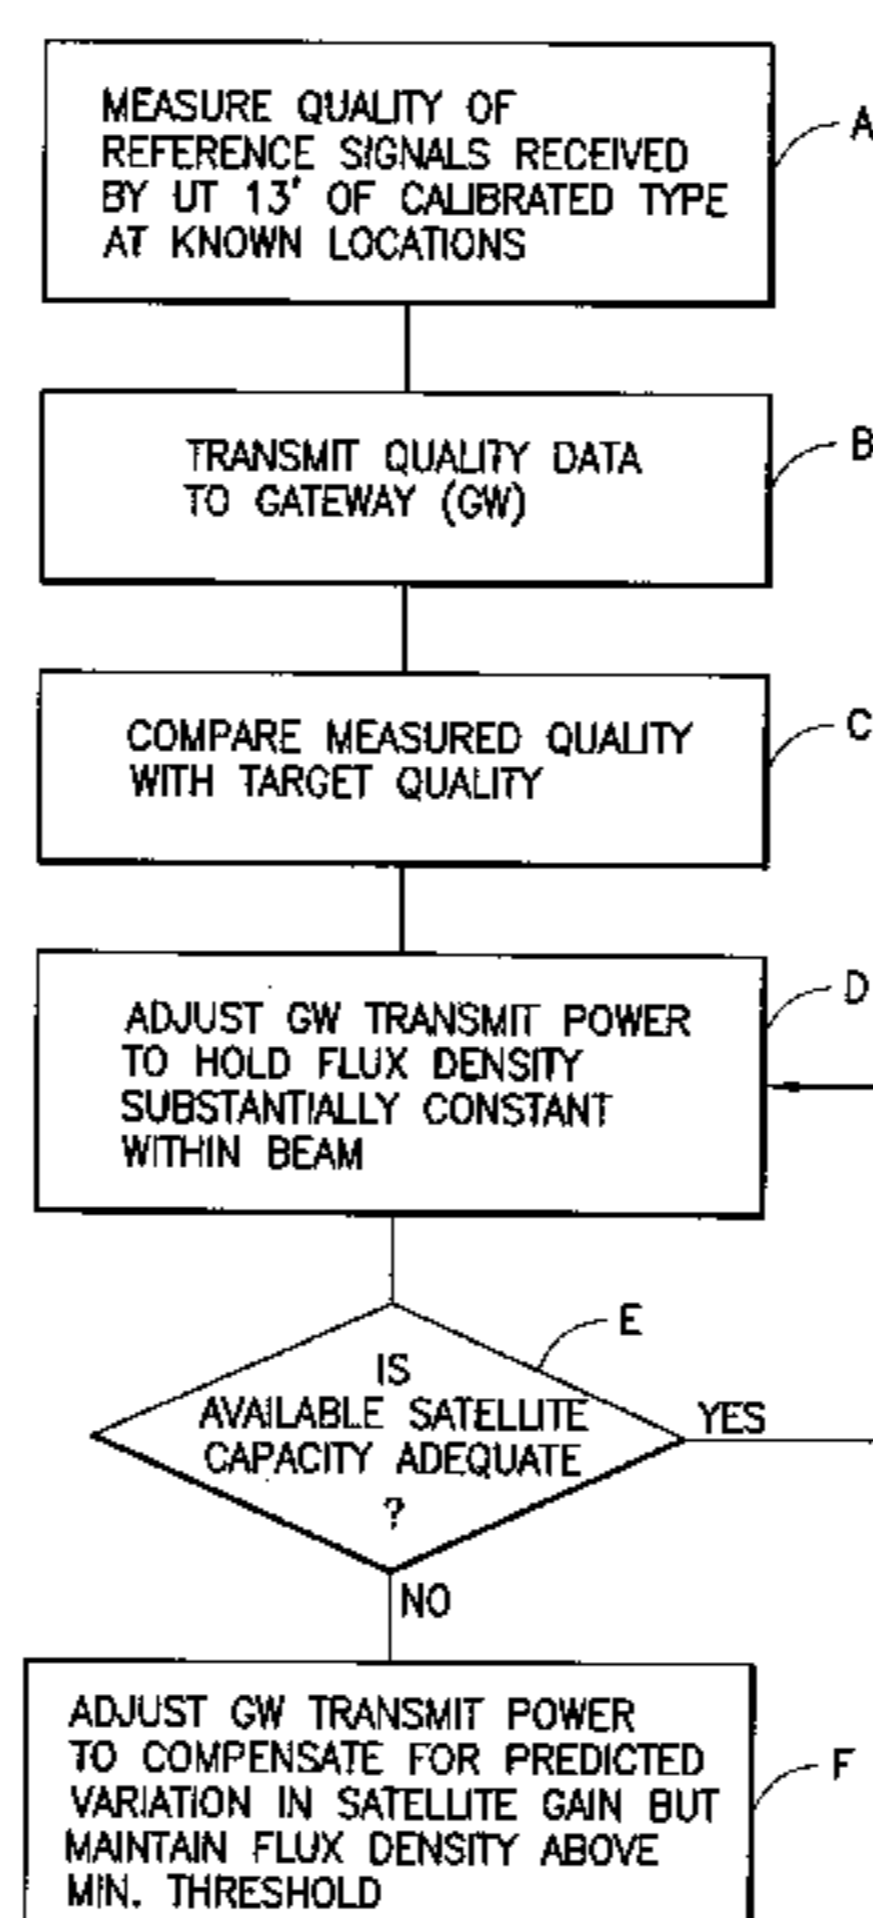 MEASURE QUALITY OF
REFERENCE SIGNALS RECEIVED
BY UT 13' OF CALIBRATED TYPE
AT KNOWN LOCATIONS
A
TRANSMIT QUALITY DATA
TO GATEWAY (GW)
B
COMPARE MEASURED QUALITY
WITH TARGET QUALITY
C
ADJUST GW TRANSMIT POWER
TO HOLD FLUX DENSITY
SUBSTANTIALLY CONSTANT
WITHIN BEAM
D
IS
AVAILABLE SATELLITE
CAPACITY ADEQUATE
?
E
YES
NO
ADJUST GW TRANSMIT POWER
TO COMPENSATE FOR PREDICTED
VARIATION IN SATELLITE GAIN BUT
MAINTAIN FLUX DENSITY ABOVE
MIN. THRESHOLD
F